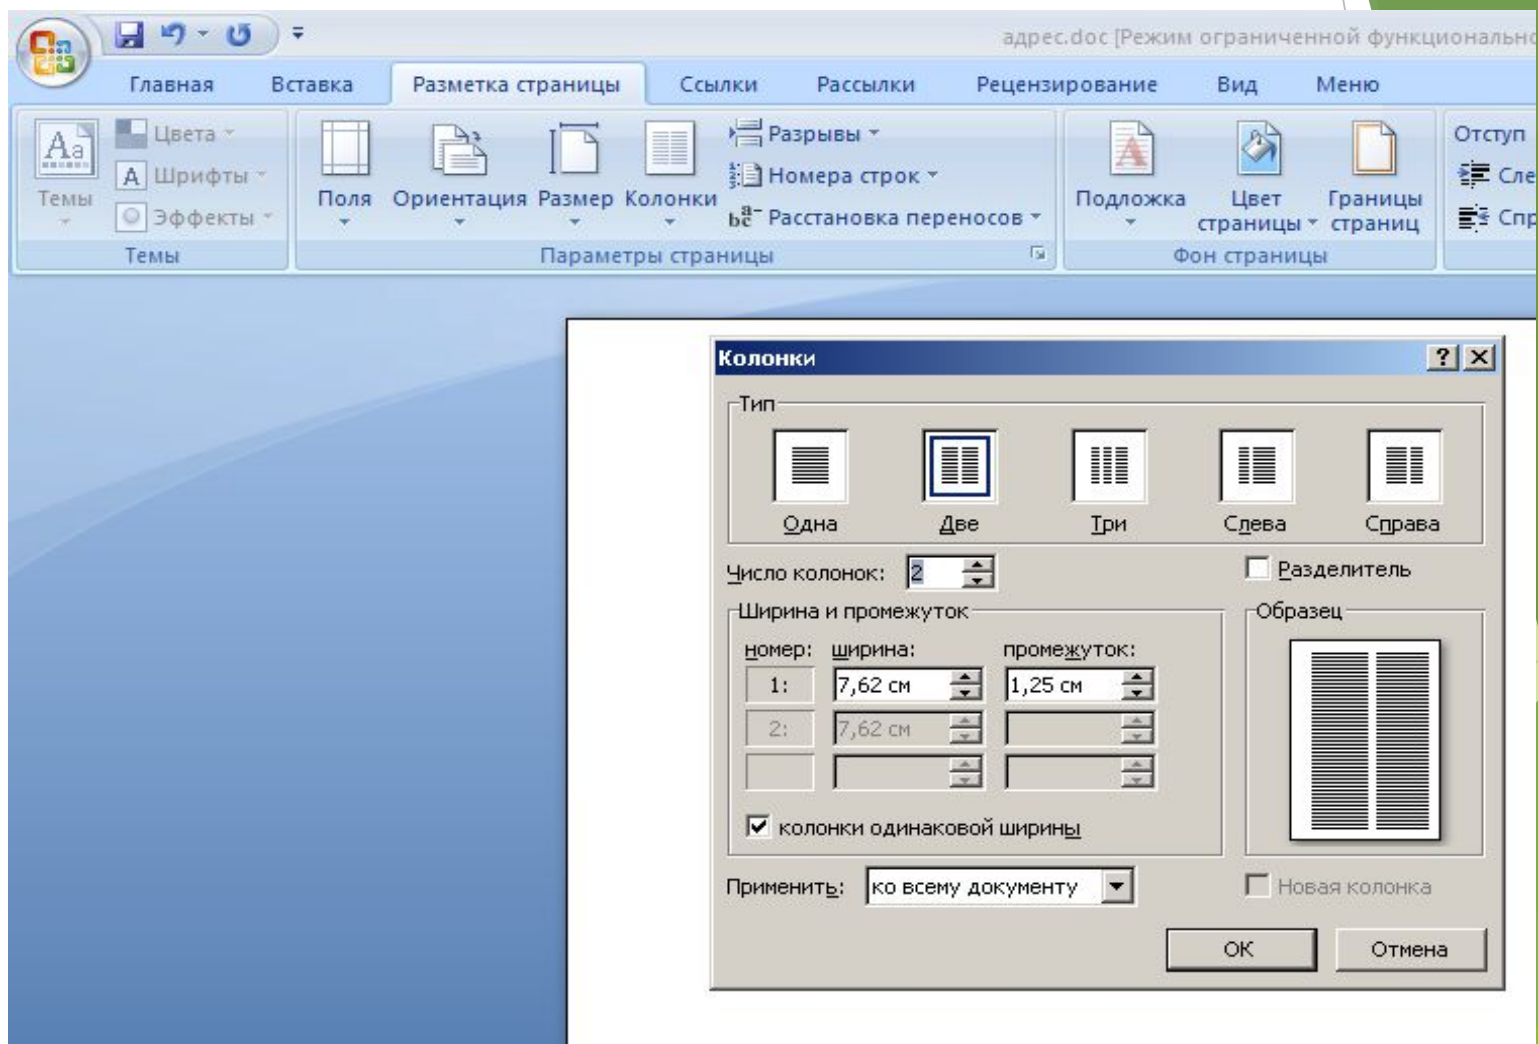 адрес.doc [Режим ограниченной функционально
Главная Вставка Разметка страницы Ссылки Рассылки Рецензирование Вид Меню
Aa
Темы
Цвета
A Шрифты
Эффекты
Темы
Поля Ориентация Размер Колонки
Разрывы
Номера строк
Расстановка переносов
Параметры страницы
Подложка
Цвет страницы
Границы страниц
Фон страницы
Отступ
Сле
Спр
Колонки
Тип
Одна Две Три Слева Справа
Число колонок: 2
Разделитель
Ширина и промежуток
Образец
номер: ширина: промежуток:
1: 7,62 см 1,25 см
2: 7,62 см
колонки одинаковой ширины
Применить: ко всему документу
Новая колонка
ОК Отмена